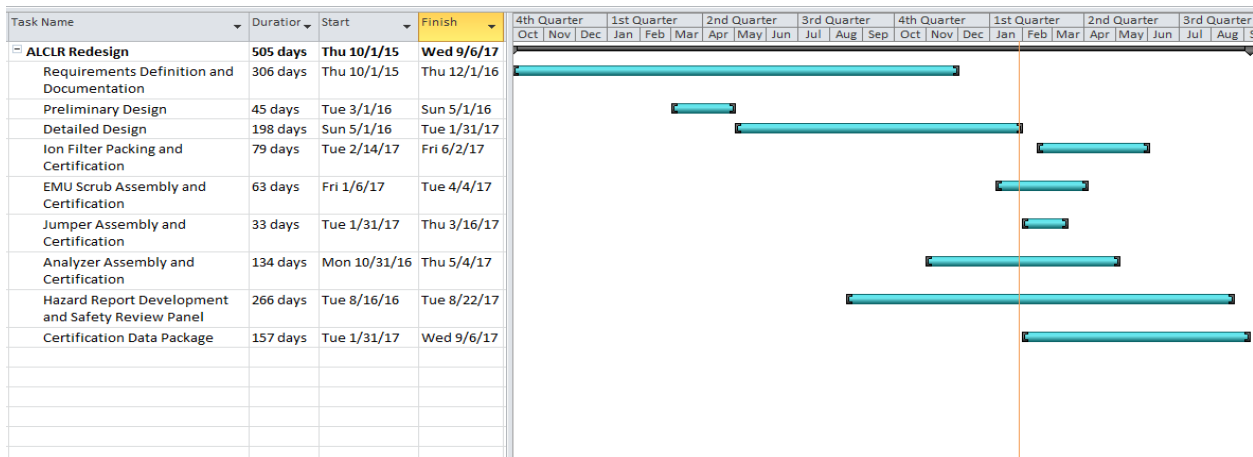 Task Name Duration Start Finish 4th Quarter 1st Quarter 2nd Quarter 3rd Quarter 4th Quarter 1st Quarter 2nd Quarter 3rd Quarter
Oct Nov Dec Jan Feb Mar Apr May Jun Jul Aug Sep Oct Nov Dec Jan Feb Mar Apr May Jun Jul Aug S
ALCLR Redesign 505 days Thu 10/1/15 Wed 9/6/17
Requirements Definition and 306 days Thu 10/1/15 Thu 12/1/16
Documentation
Preliminary Design 45 days Tue 3/1/16 Sun 5/1/16
Detailed Design 198 days Sun 5/1/16 Tue 1/31/17
Ion Filter Packing and 79 days Tue 2/14/17 Fri 6/2/17
Certification
EMU Scrub Assembly and 63 days Fri 1/6/17 Tue 4/4/17
Certification
Jumper Assembly and 33 days Tue 1/31/17 Thu 3/16/17
Certification
Analyzer Assembly and 134 days Mon 10/31/16 Thu 5/4/17
Certification
Hazard Report Development 266 days Tue 8/16/16 Tue 8/22/17
and Safety Review Panel
Certification Data Package 157 days Tue 1/31/17 Wed 9/6/17